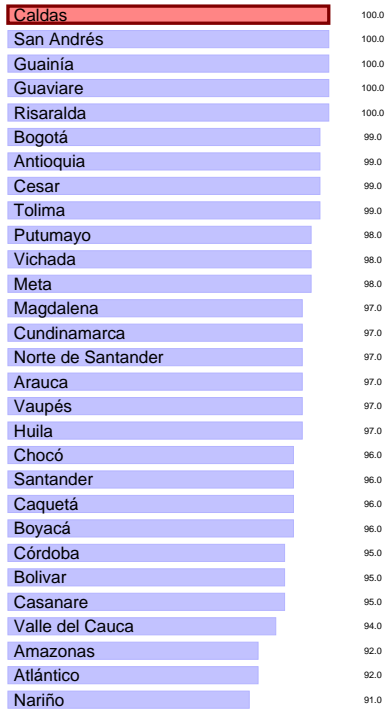 Caldas 100.0
San Andrés 100.0
Guainía 100.0
Guaviare 100.0
Risaralda 100.0
Bogotá 99.0
Antioquia 99.0
Cesar 99.0
Tolima 99.0
Putumayo 98.0
Vichada 98.0
Meta 98.0
Magdalena 97.0
Cundinamarca 97.0
Norte de Santander 97.0
Arauca 97.0
Vaupés 97.0
Huila 97.0
Chocó 96.0
Santander 96.0
Caquetá 96.0
Boyacá 96.0
Córdoba 95.0
Bolivar 95.0
Casanare 95.0
Valle del Cauca 94.0
Amazonas 92.0
Atlántico 92.0
Nariño 91.0